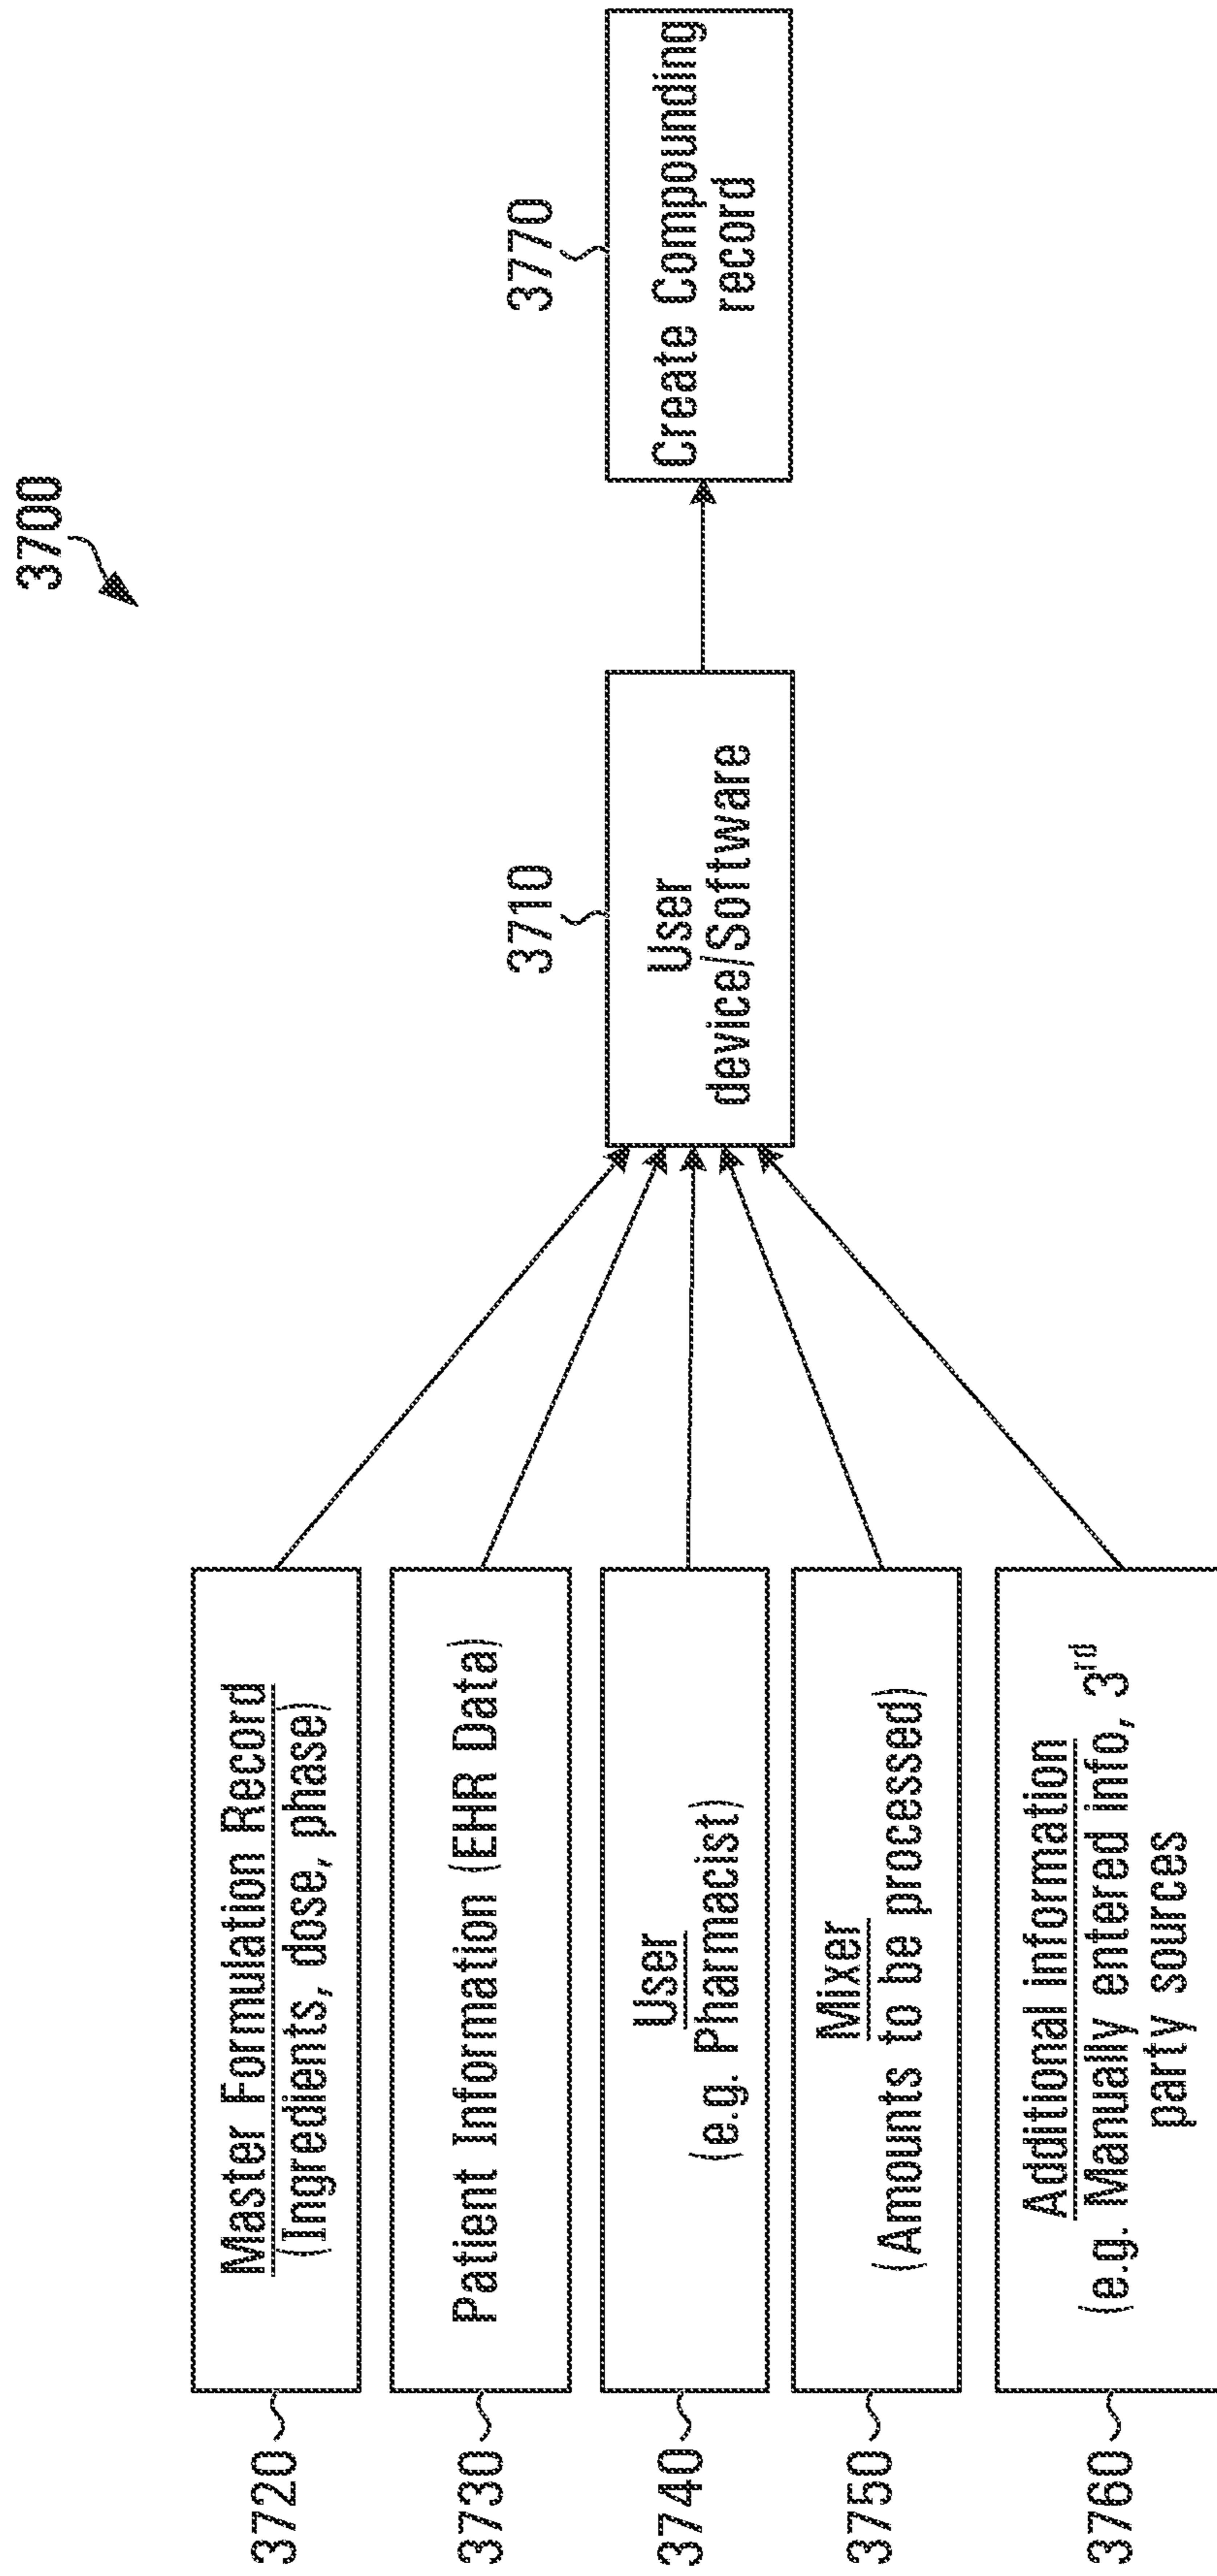 3700
3720
Master Formulation Record
(Ingredients, dose, phase)
3730
Patient Information (EHR Data)
3740
User
(e.g. Pharmacist)
3750
Mixer
(Amounts to be processed)
3760
Additional information
(e.g. Manually entered info, 3rd
party sources
3710
User
device/Software
3770
Create Compounding
record